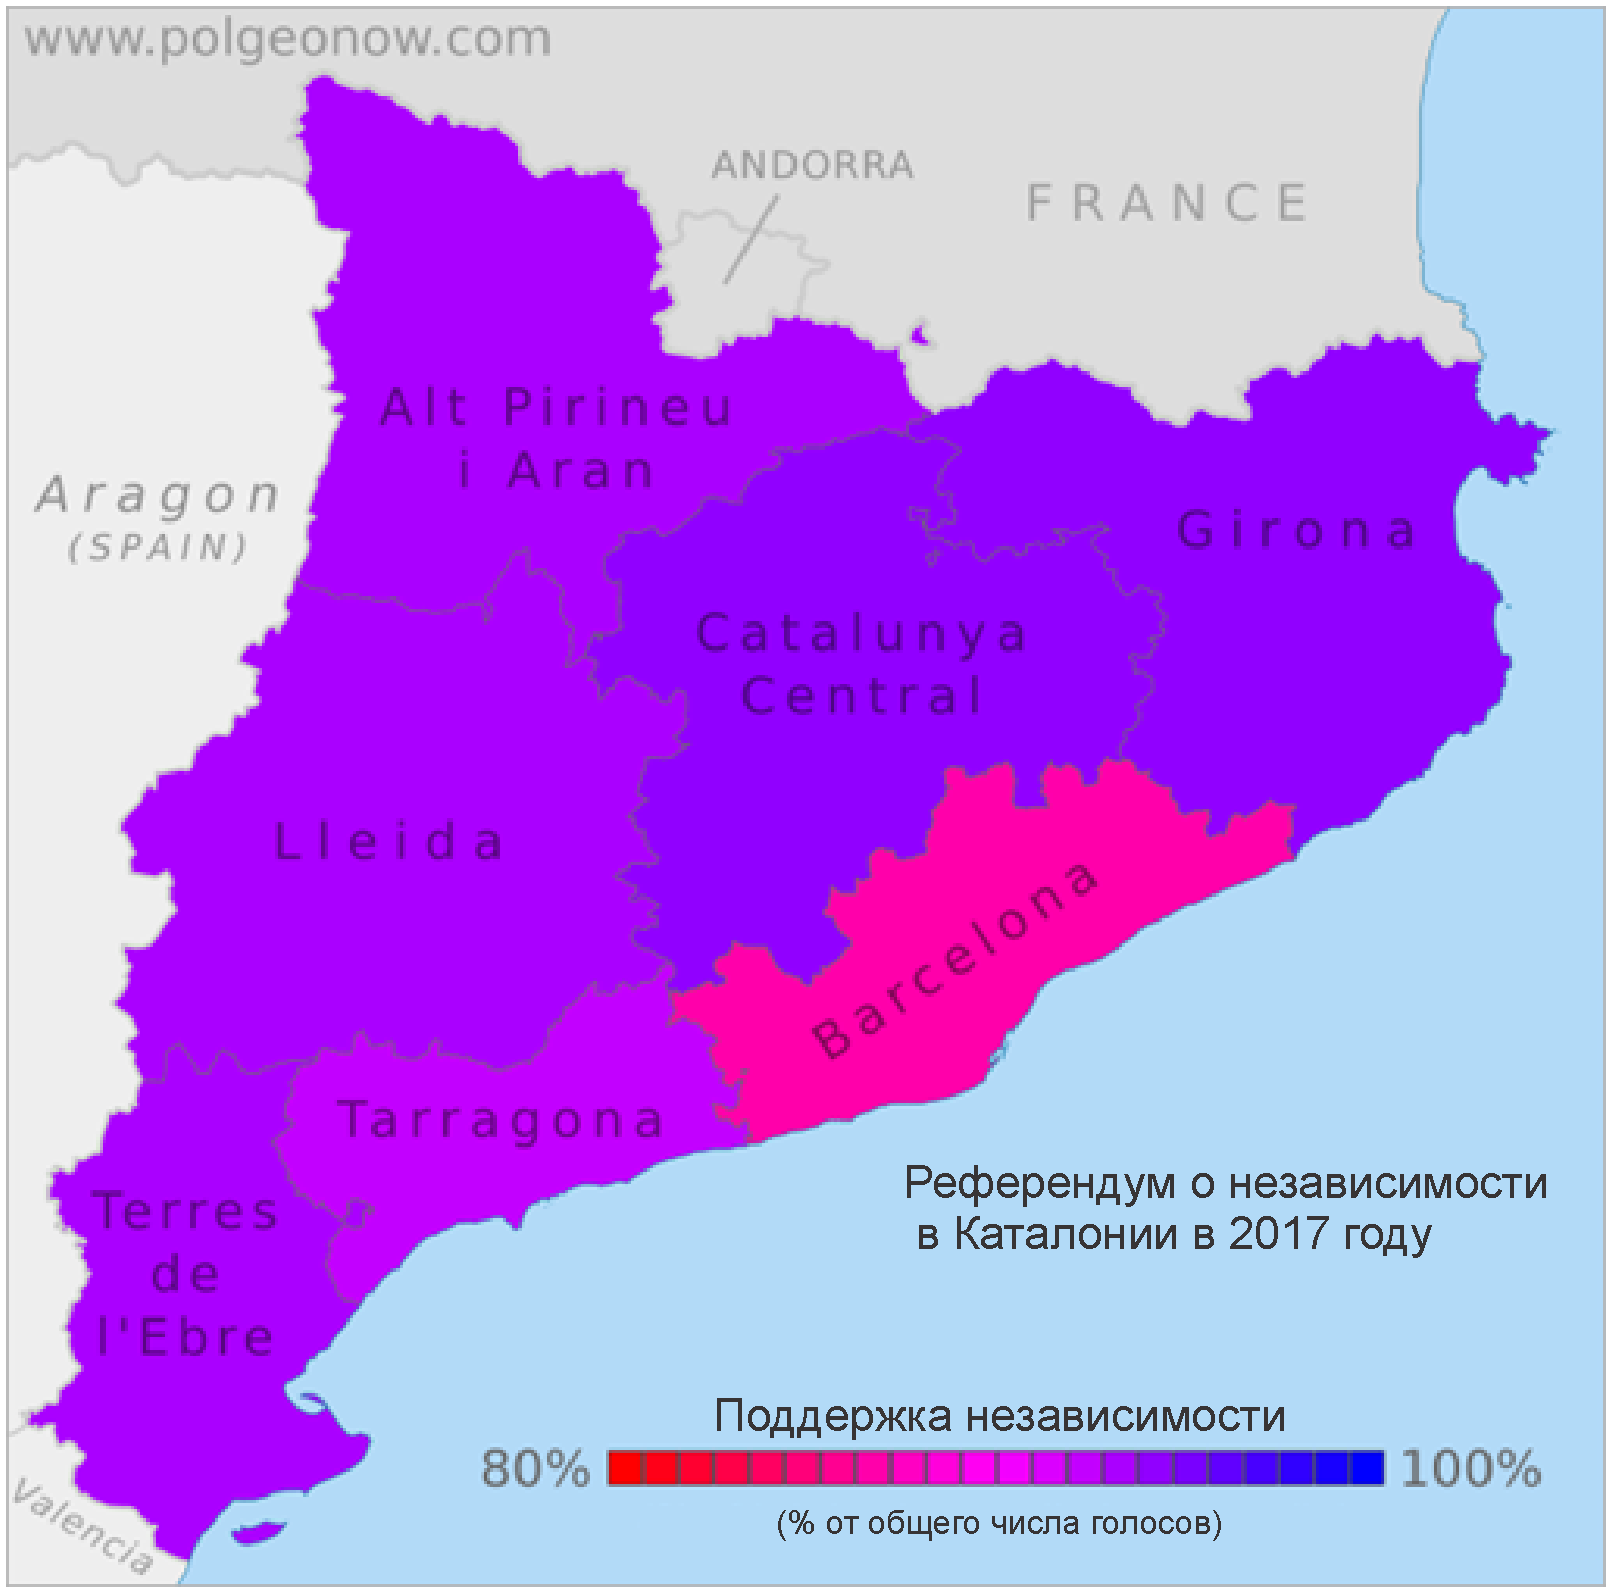 www.polgeonow.com
ANDORRA
FRANCE
Alt Pirineu
i Aran
Aragon
(SPAIN)
Girona
Catalunya
Central
Lleida
Barcelona
Tarragona
Terres
de
l'Ebre
Референдум о независимости
в Каталонии в 2017 году
Поддержка независимости
80% 100%
(% от общего числа голосов)
Valencia